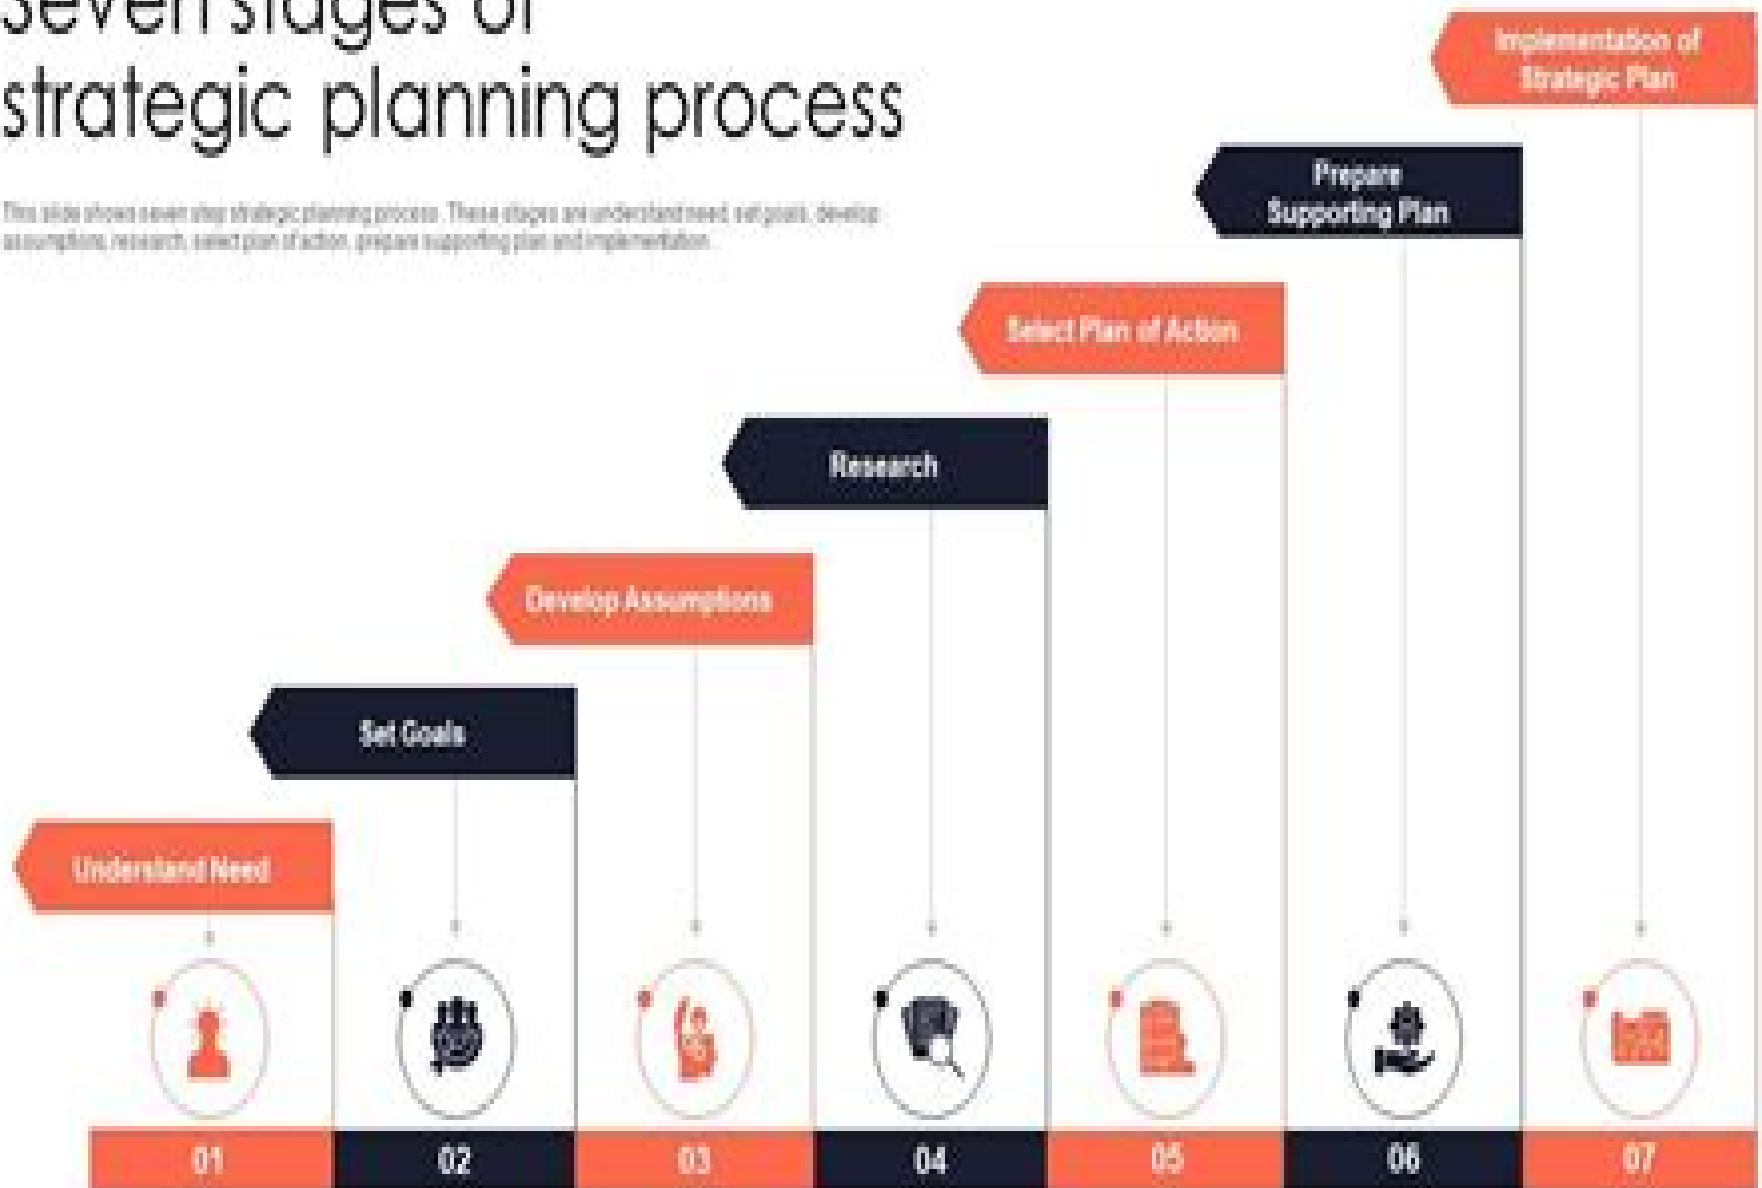 Seven stages of
strategic planning process
This slide shows seven step strategic planning process. These stages are understand need, set goals, develop
assumptions, research, select plan of action, prepare supporting plan and implementation.
Implementation of
Strategic Plan
Prepare
Supporting Plan
Select Plan of Action
Research
Develop Assumptions
Set Goals
Understand Need
01
02
03
04
05
06
07